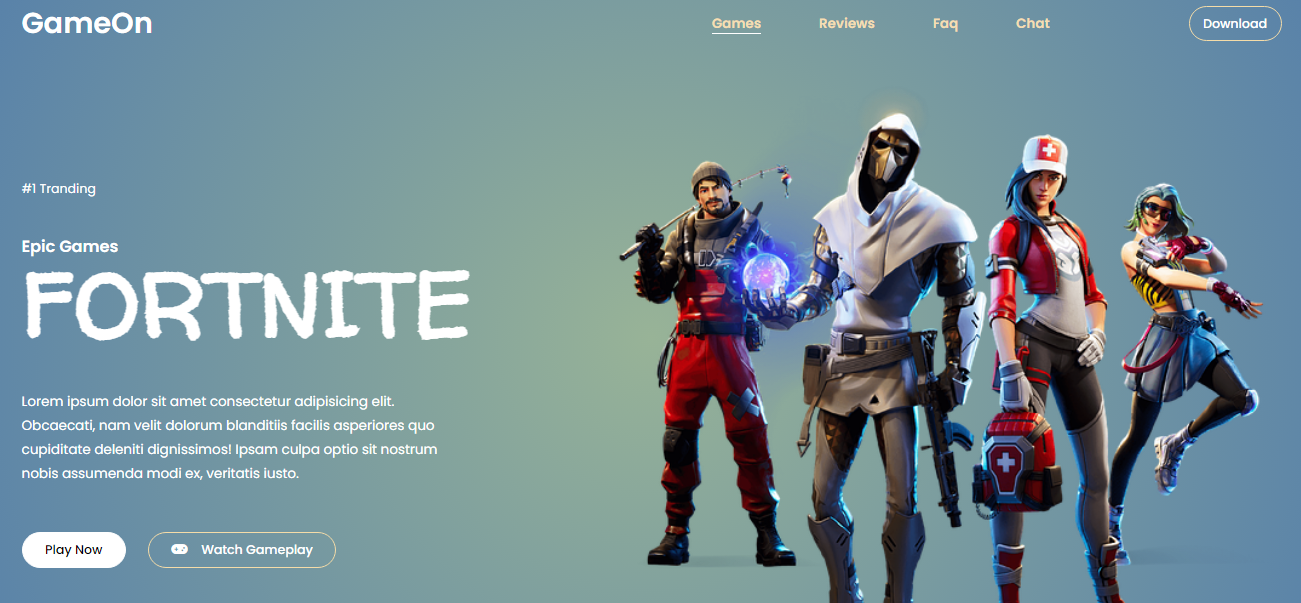 GameOn
Games
Reviews
Faq
Chat
Download
#1 Tranding
Epic Games
FORTNITE
Lorem ipsum dolor sit amet consectetur adipisicing elit.
Obcaecati, nam velit dolorum blanditiis facilis asperiores quo
cupiditate deleniti dignissimos! Ipsam culpa optio sit nostrum
nobis assumenda modi ex, veritatis iusto.
Play Now
Watch Gameplay